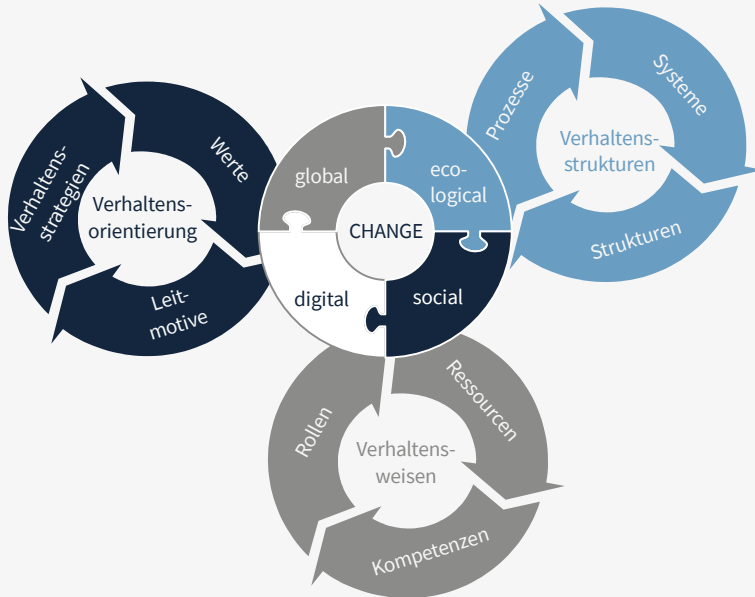 Verhaltens-
strategien
Werte
Leit-
motive
Verhaltens-
orientierung
global
eco-
logical
CHANGE
digital
social
Prozesse
Systeme
Strukturen
Verhaltens-
strukturen
Rollen
Ressourcen
Kompetenzen
Verhaltens-
weisen